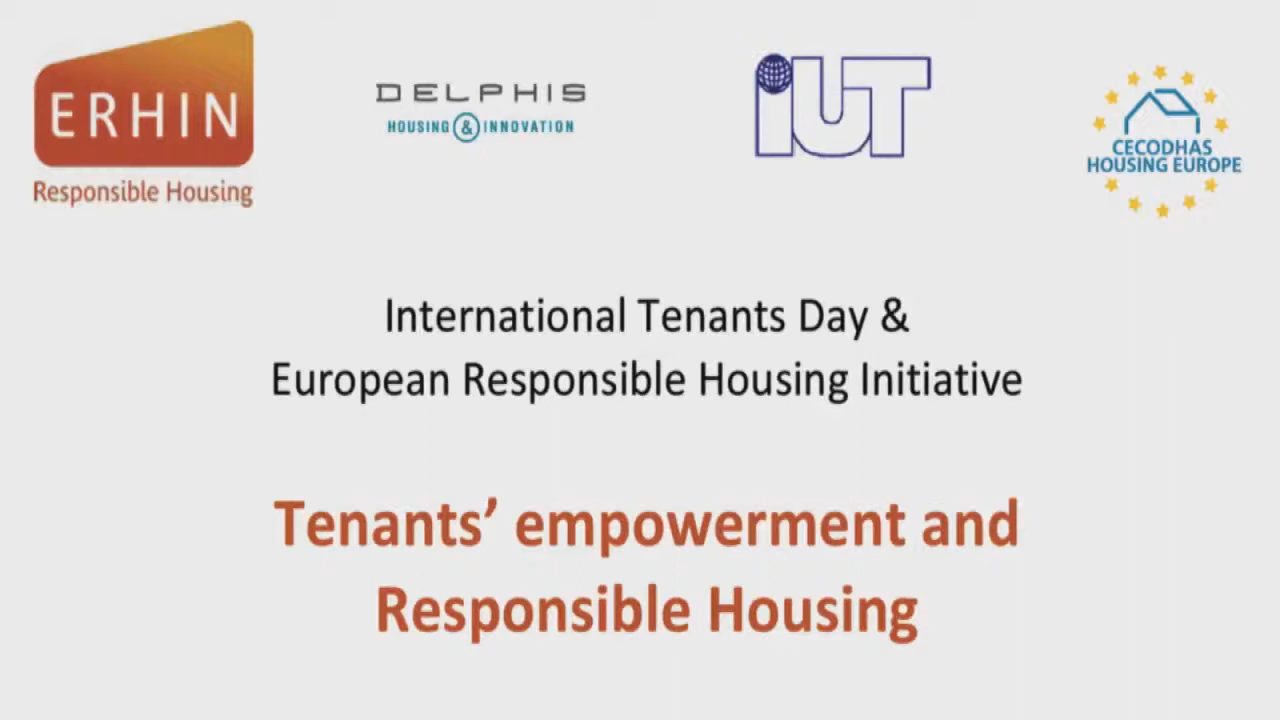 ERHIN
Responsible Housing
DELPHIS
HOUSING & INNOVATION
iUT
CECODHAS
HOUSING EUROPE
International Tenants Day &
European Responsible Housing Initiative
Tenants’ empowerment and
Responsible Housing